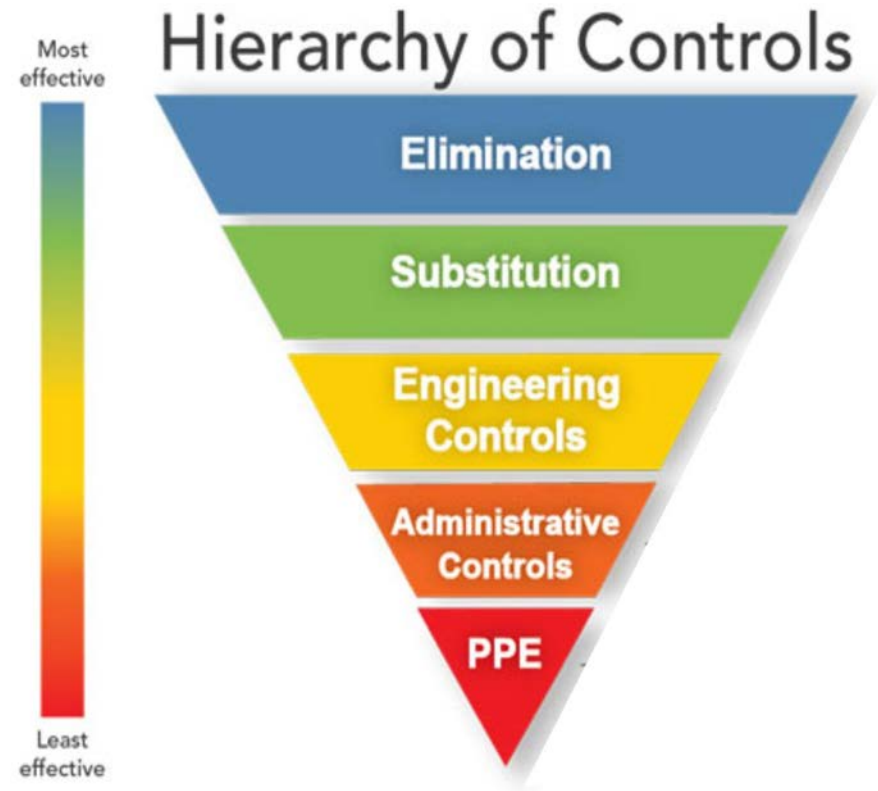 Hierarchy of Controls
Most
effective
Elimination
Substitution
Engineering
Controls
Administrative
Controls
PPE
Least
effective